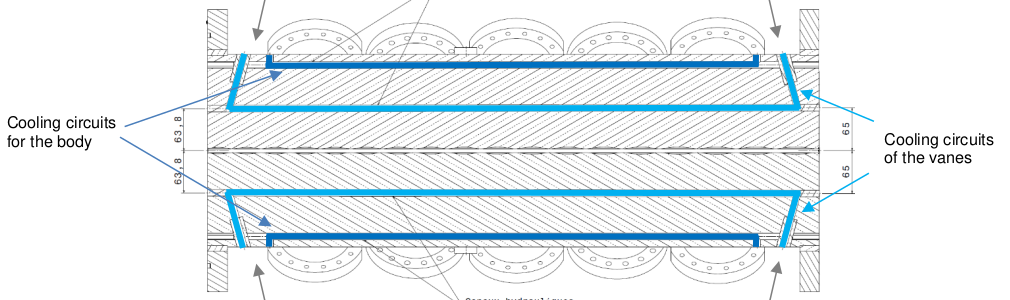 Cooling circuits
for the body
63,8
63,8
65
65
Cooling circuits
of the vanes